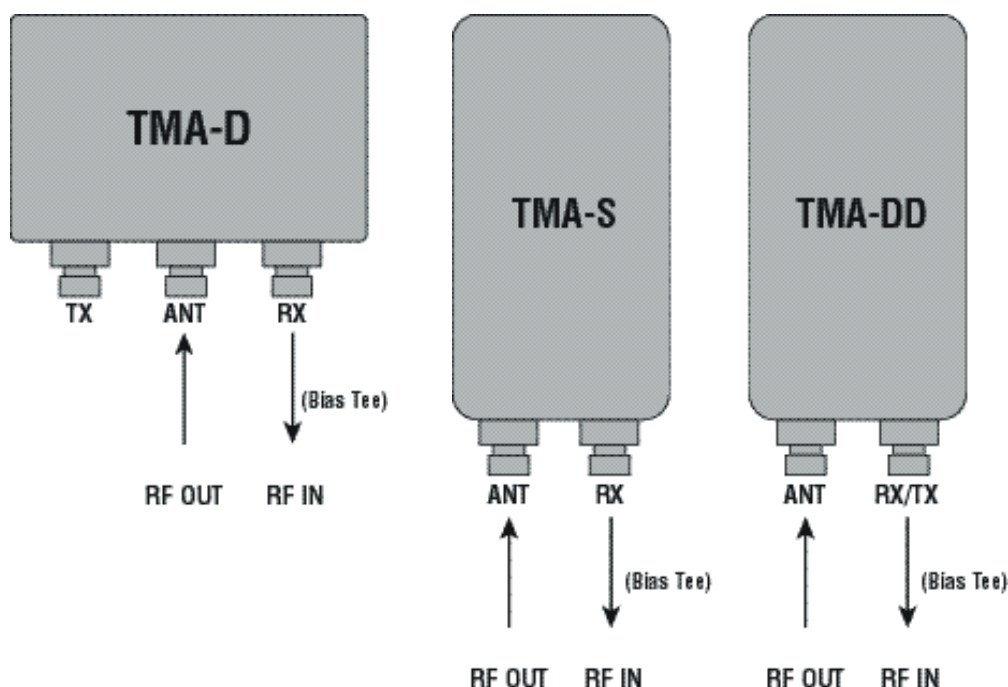 TMA-D
TX ANT RX
(Bias Tee)
RF OUT RF IN
TMA-S
ANT RX
(Bias Tee)
RF OUT RF IN
TMA-DD
ANT RX/TX
(Bias Tee)
RF OUT RF IN